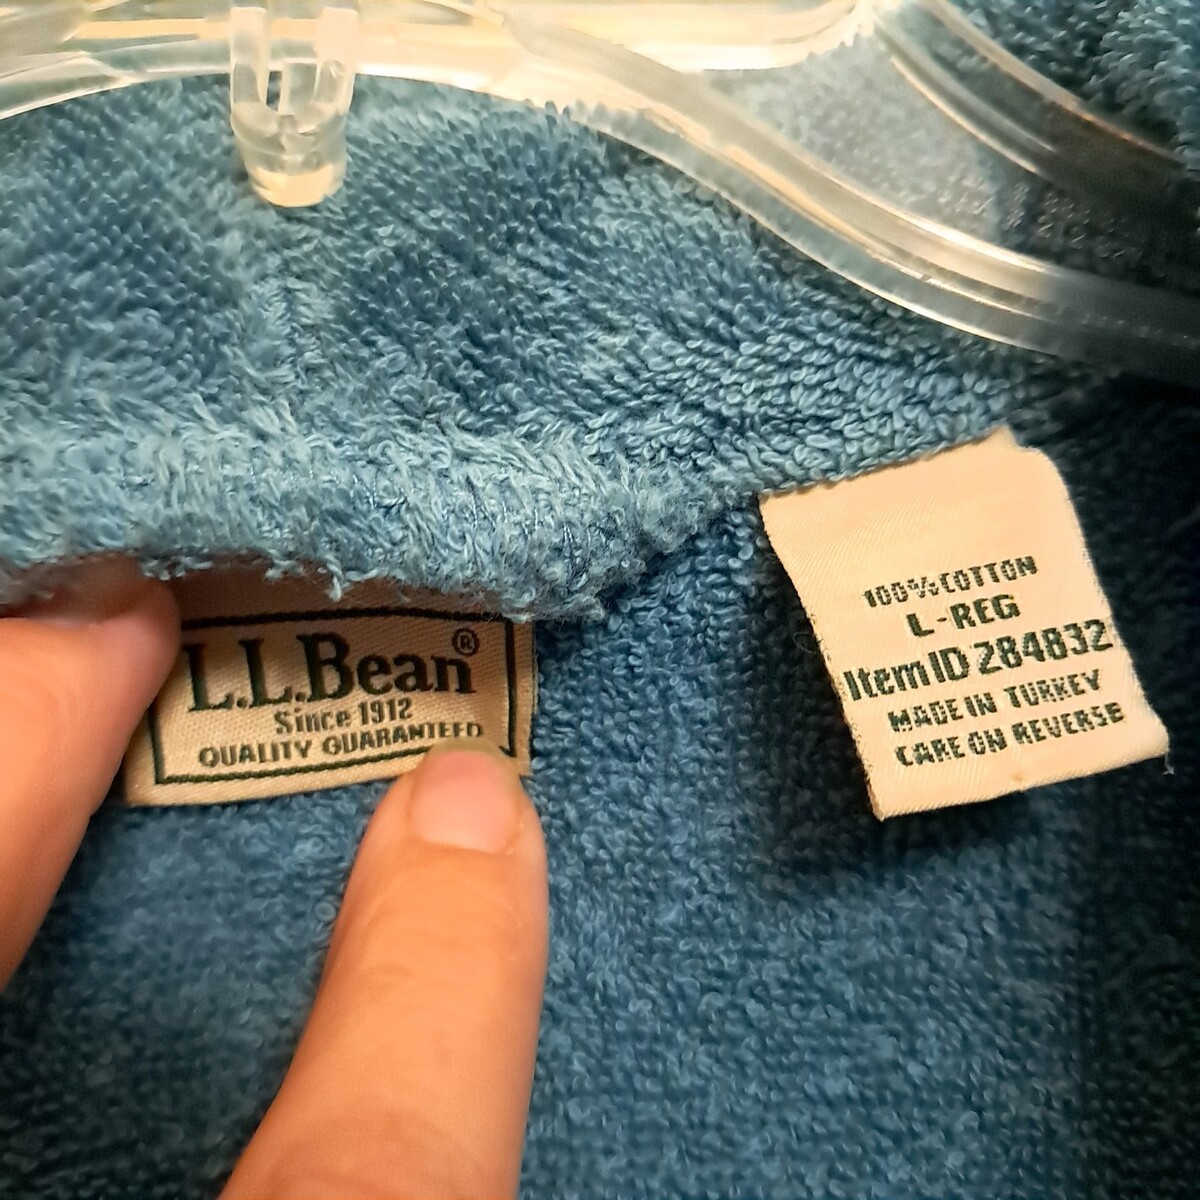 L.L.Bean®
Since 1912
QUALITY GUARANTEED
100% COTTON
L-REG
Item ID 284832
MADE IN TURKEY
CARE ON REVERSE